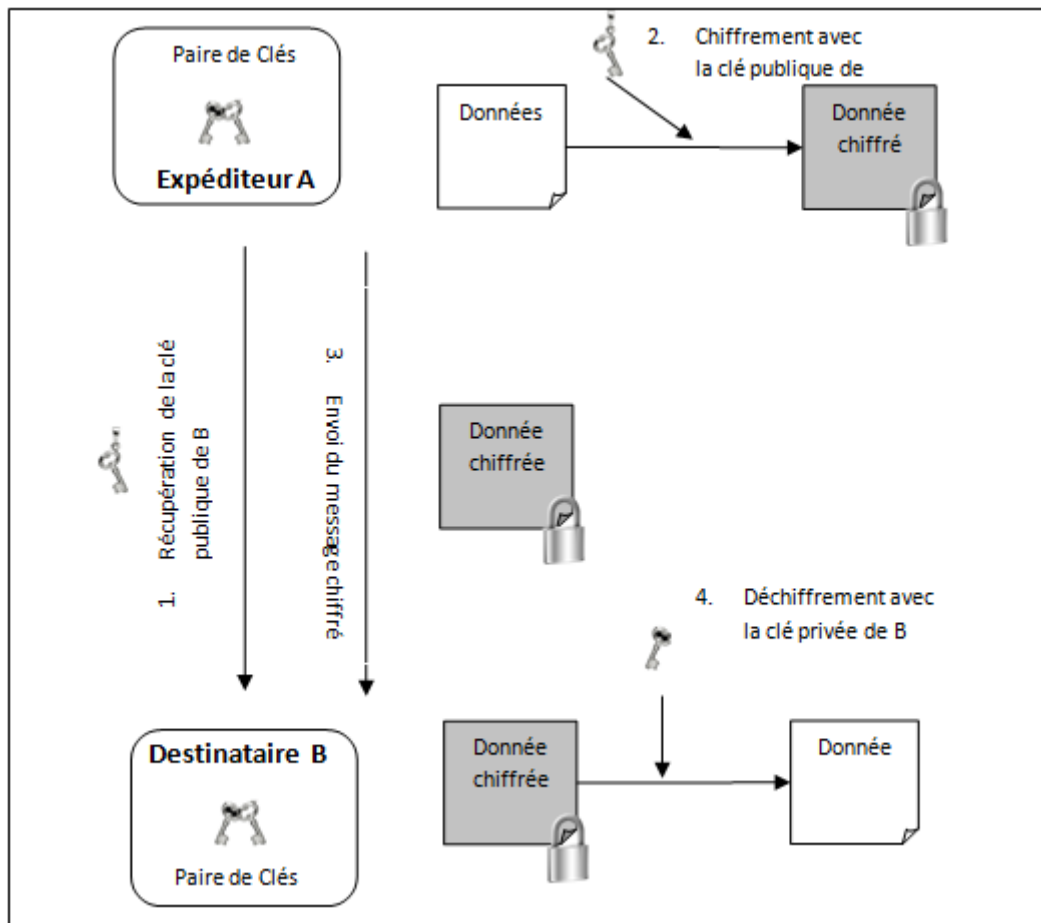 Paire de Clés
Expéditeur A
Données
2. Chiffrement avec
la clé publique de
Donnée
chiffré
1. Récupération de la clé
publique de B
3. Envoi du message chiffré
Donnée
chiffrée
4. Déchiffrement avec
la clé privée de B
Destinataire B
Paire de Clés
Donnée
chiffrée
Donnée